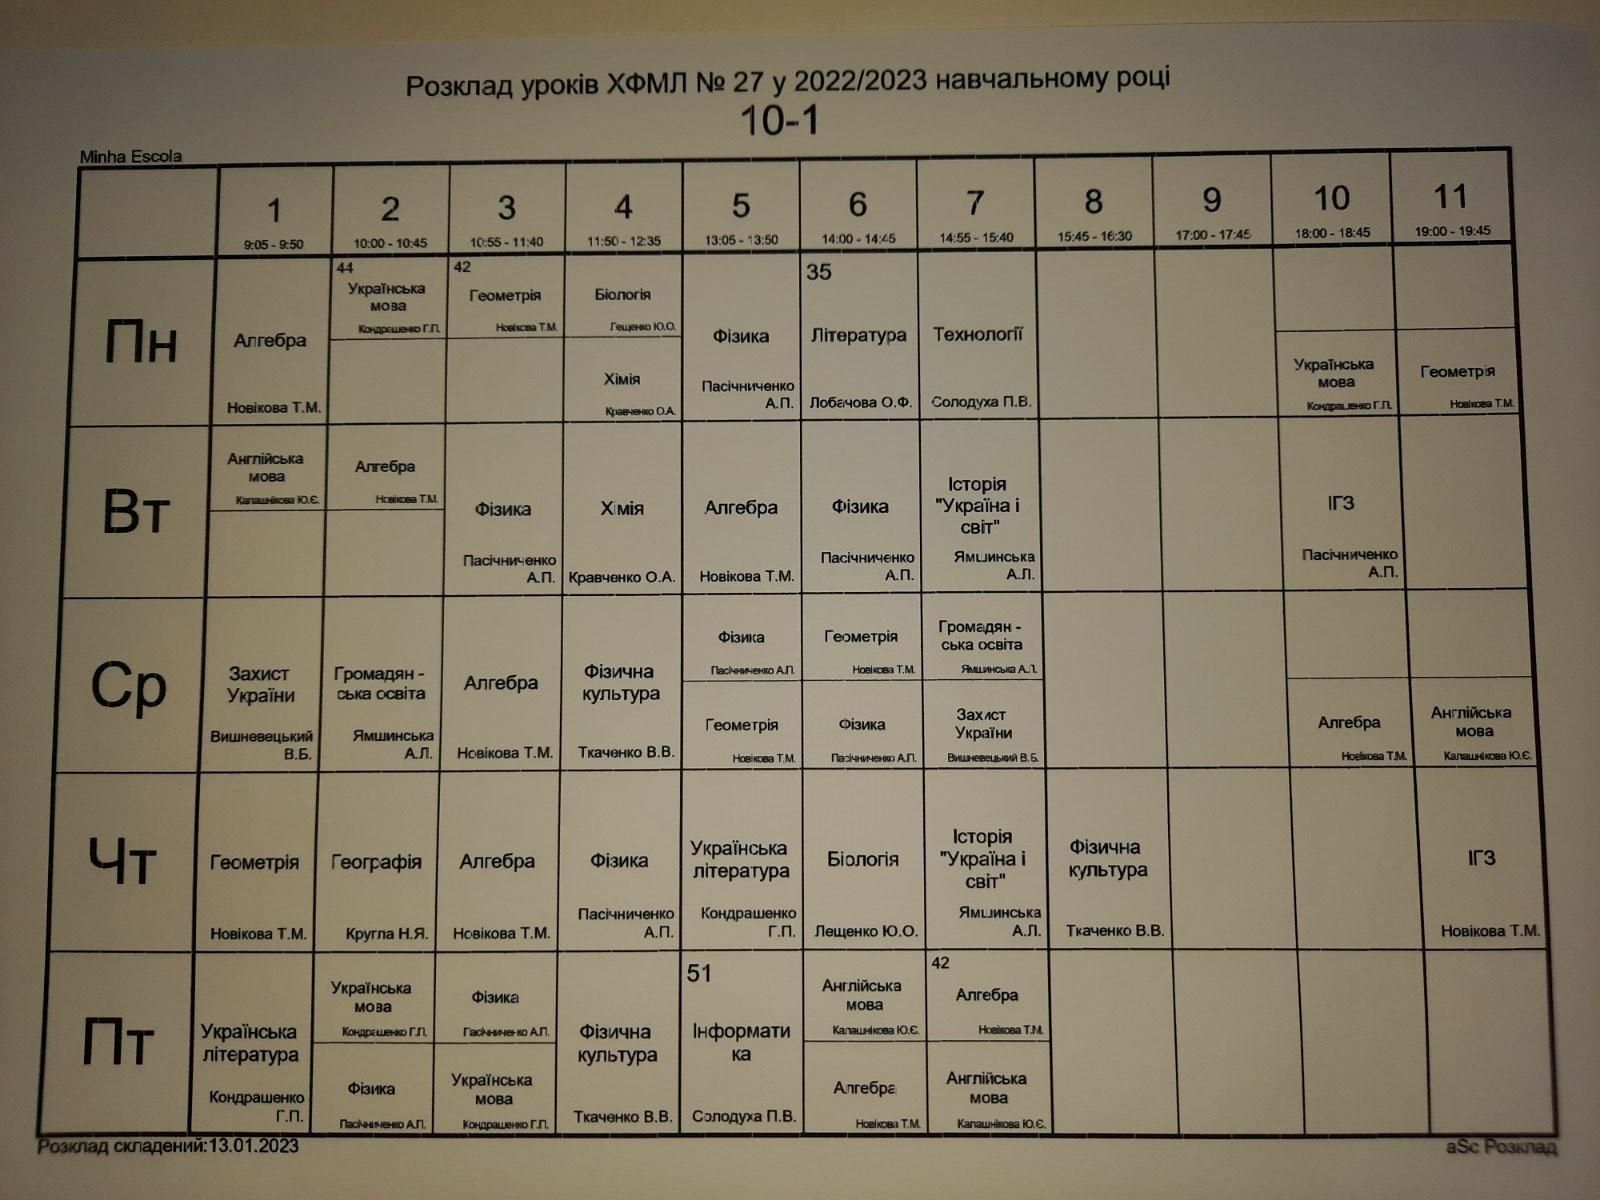 Розклад уроків ХФМЛ № 27 у 2022/2023 навчальному році
10-1
Minha Escola
1 2 3 4 5 6 7 8 9 10 11
9:05 - 9:50 10:00 - 10:45 10:55 - 11:40 11:50 - 12:35 13:05 - 13:50 14:00 - 14:45 14:55 - 15:40 15:45 - 16:30 17:00 - 17:45 18:00 - 18:45 19:00 - 19:45
Пн
Алгебра
Новікова Т.М.
44
Українська
мова
Кондрашенко Г.П.
42
Геометрія
Новікова Т.М.
Біологія
Лещенко Ю.О.
Хімія
Кравченко О.А.
Фізика
Пасічниченко
А.П.
35
Література
Лобачова О.Ф.
Технології
Солодуха П.В.
Українська
мова
Кондрашенко Г.П.
Геометрія
Новікова Т.М.
Вт
Англійська
мова
Калашнікова Ю.Є.
Алгебра
Новікова Т.М.
Фізика
Пасічниченко
А.П.
Хімія
Кравченко О.А.
Алгебра
Новікова Т.М.
Фізика
Пасічниченко
А.П.
Історія
"Україна і
світ"
Ямшинська
А.Л.
ІГЗ
Пасічниченко
А.П.
Ср
Захист
України
Вишневецький
В.Б.
Громадян -
ська освіта
Ямшинська
А.Л.
Алгебра
Новікова Т.М.
Фізична
культура
Ткаченко В.В.
Фізика
Пасічниченко А.П.
Геометрія
Новікова Т.М.
Геометрія
Новікова Т.М.
Фізика
Пасічниченко А.П.
Громадян -
ська освіта
Ямшинська А.Л.
Захист
України
Вишневецький В.Б.
Алгебра
Новікова Т.М.
Англійська
мова
Калашнікова Ю.Є.
Чт
Геометрія
Новікова Т.М.
Географія
Кругла Н.Я.
Алгебра
Новікова Т.М.
Фізика
Пасічниченко
А.П.
Українська
література
Кондрашенко
Г.П.
Біологія
Лещенко Ю.О.
Історія
"Україна і
світ"
Ямшинська
А.Л.
Фізична
культура
Ткаченко В.В.
ІГЗ
Новікова Т.М.
Пт
Українська
література
Кондрашенко
Г.П.
Українська
мова
Кондрашенко Г.П.
Фізика
Пасічниченко А.П.
Фізика
Пасічниченко А.П.
Українська
мова
Кондрашенко Г.П.
Фізична
культура
Ткаченко В.В.
51
Інформати
ка
Солодуха П.В.
Англійська
мова
Калашнікова Ю.Є.
Алгебра
Новікова Т.М.
42
Алгебра
Новікова Т.М.
Англійська
мова
Калашнікова Ю.Є.
Розклад складений:13.01.2023
aSc Розклад